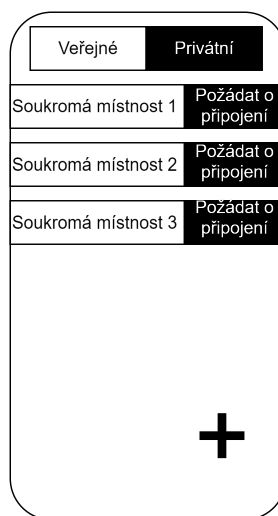 Veřejné Privátní
Soukromá místnost 1 Požádat o
připojení
Soukromá místnost 2 Požádat o
připojení
Soukromá místnost 3 Požádat o
připojení
+